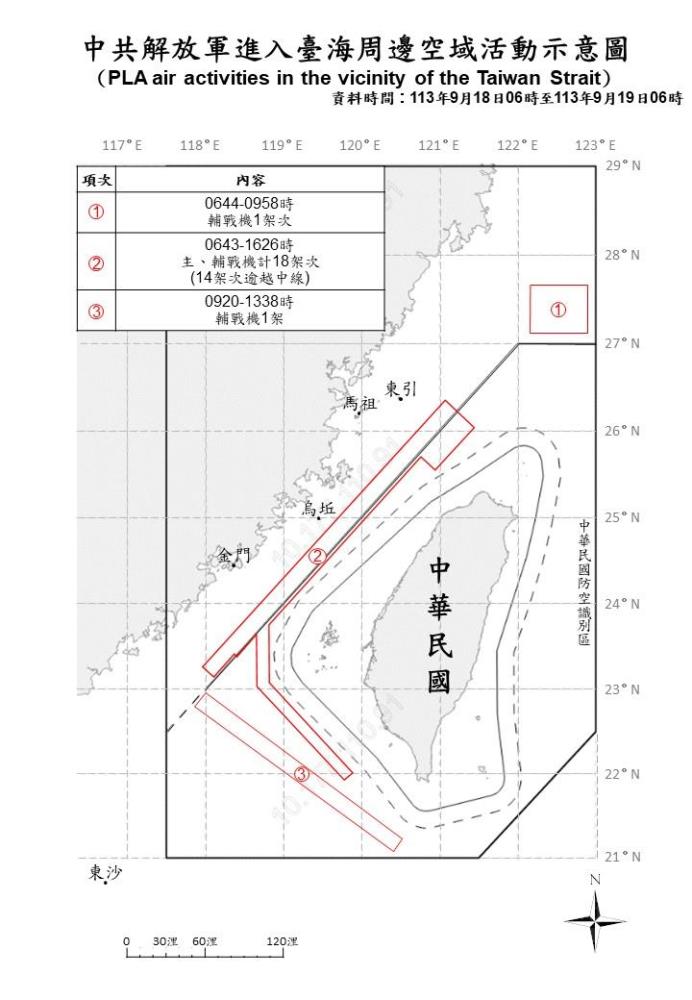 中共解放軍進入臺海周邊空域活動示意圖
（PLA air activities in the vicinity of the Taiwan Strait）
資料時間：113年9月18日06時至113年9月19日06時
117°E 118°E 119°E 120°E 121°E 122°E 123°E
項次 內容
① 0644-0958時
輔戰機1架次
② 0643-1626時
主、輔戰機計18架次
(14架次逾越中線)
③ 0920-1338時
輔戰機1架
29°N
28°N
①
27°N
東引
馬祖
26°N
烏坵
25°N
金門
②
中華民國
中華民國防空識別區
24°N
23°N
③
22°N
21°N
東沙
N
0 30浬 60浬 120浬